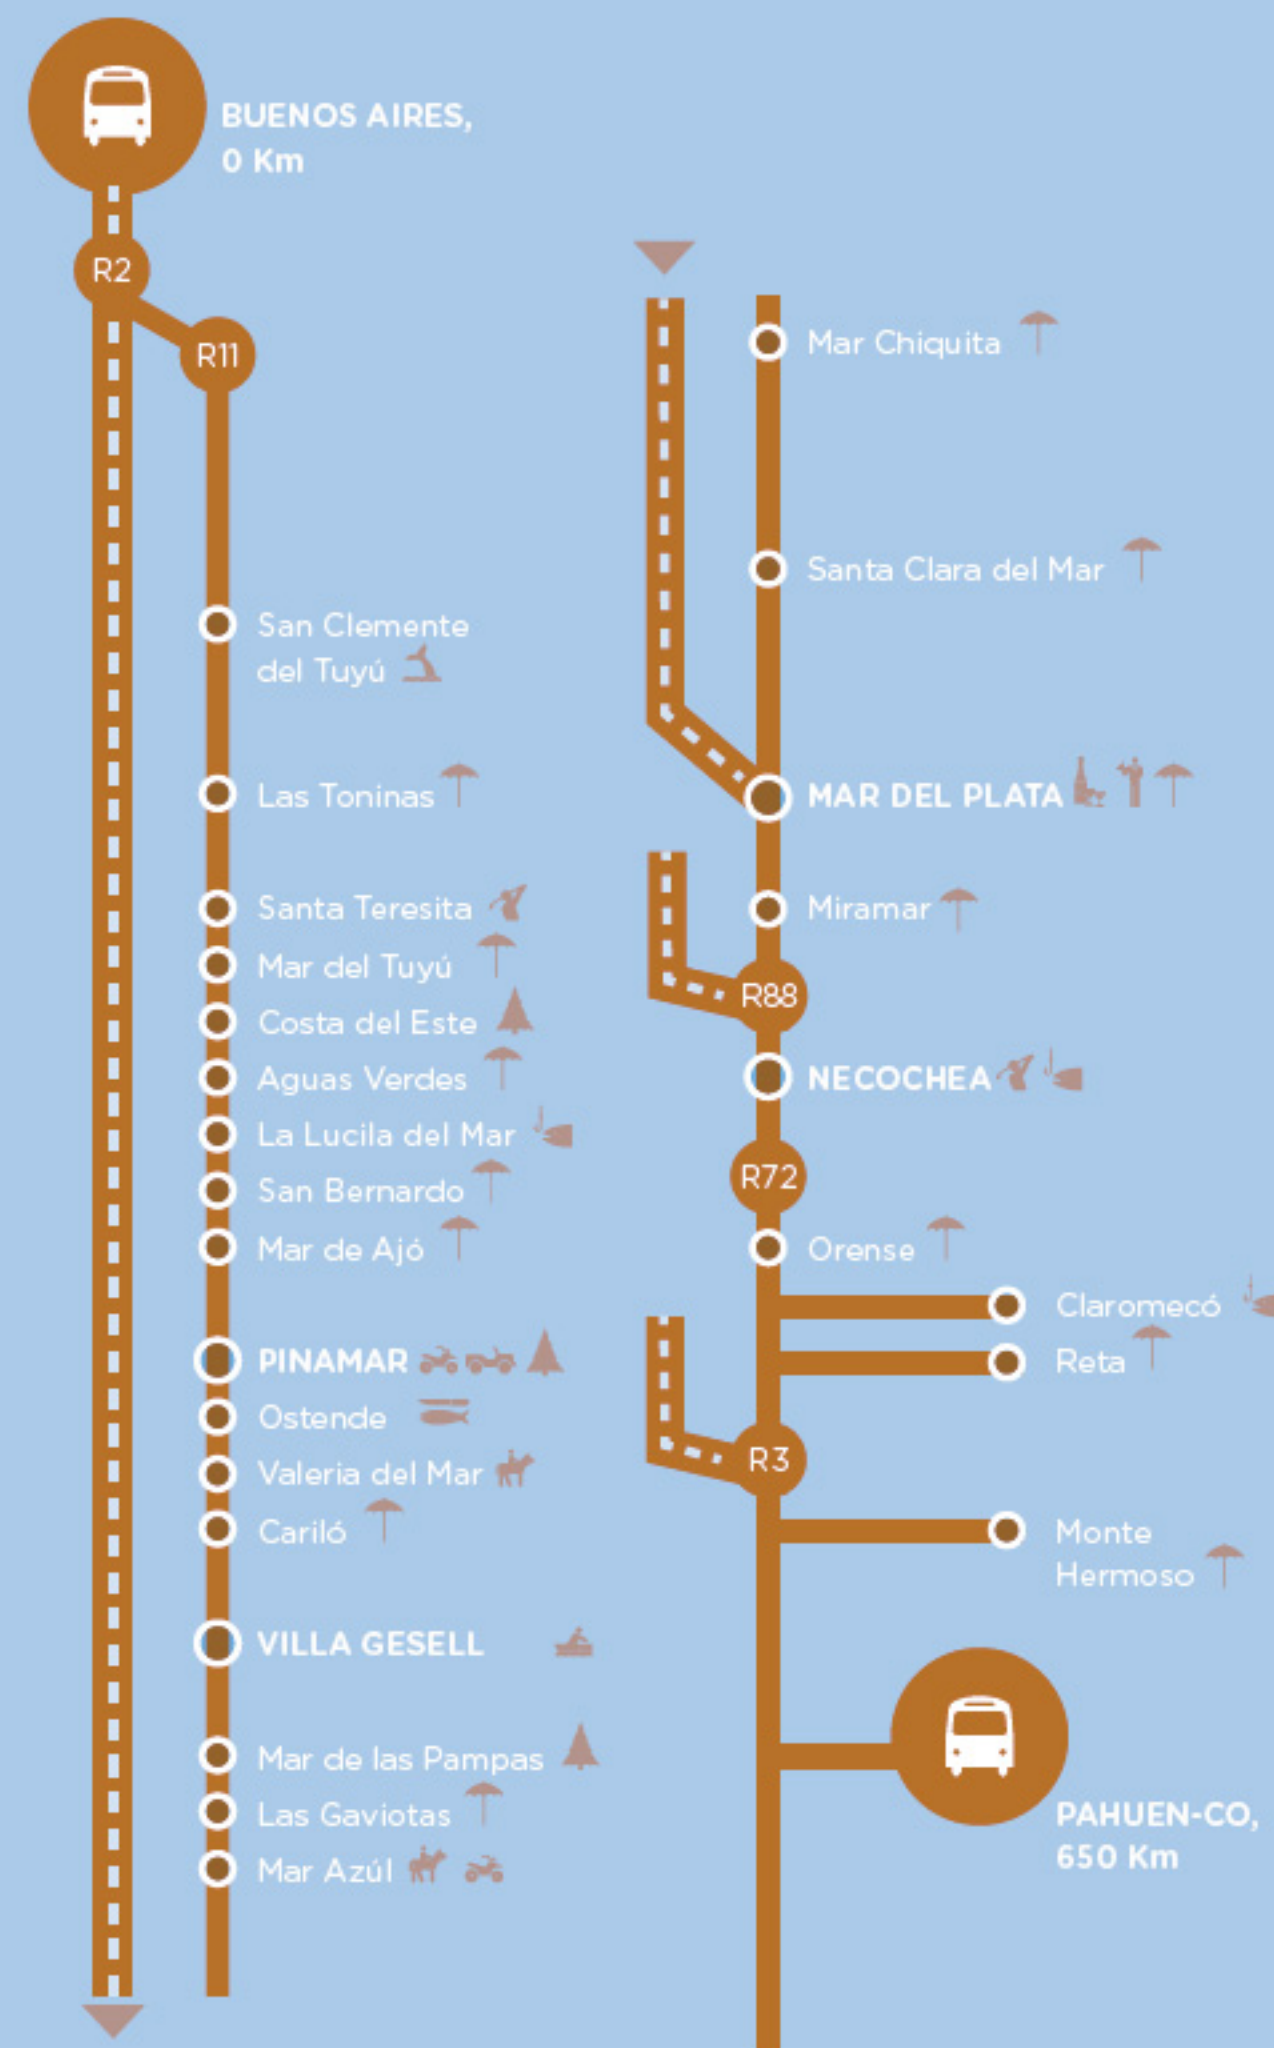 BUENOS AIRES,
0 Km
R2
R11
San Clemente
del Tuyú
Las Toninas
Santa Teresita
Mar del Tuyú
Costa del Este
Aguas Verdes
La Lucila del Mar
San Bernardo
Mar de Ajó
PINAMAR
Ostende
Valeria del Mar
Cariló
VILLA GESELL
Mar de las Pampas
Las Gaviotas
Mar Azúl
Mar Chiquita
Santa Clara del Mar
MAR DEL PLATA
Miramar
R88
NECOCHEA
R72
Orense
Claromecó
Reta
R3
Monte
Hermoso
PAHUEN-CO,
650 Km